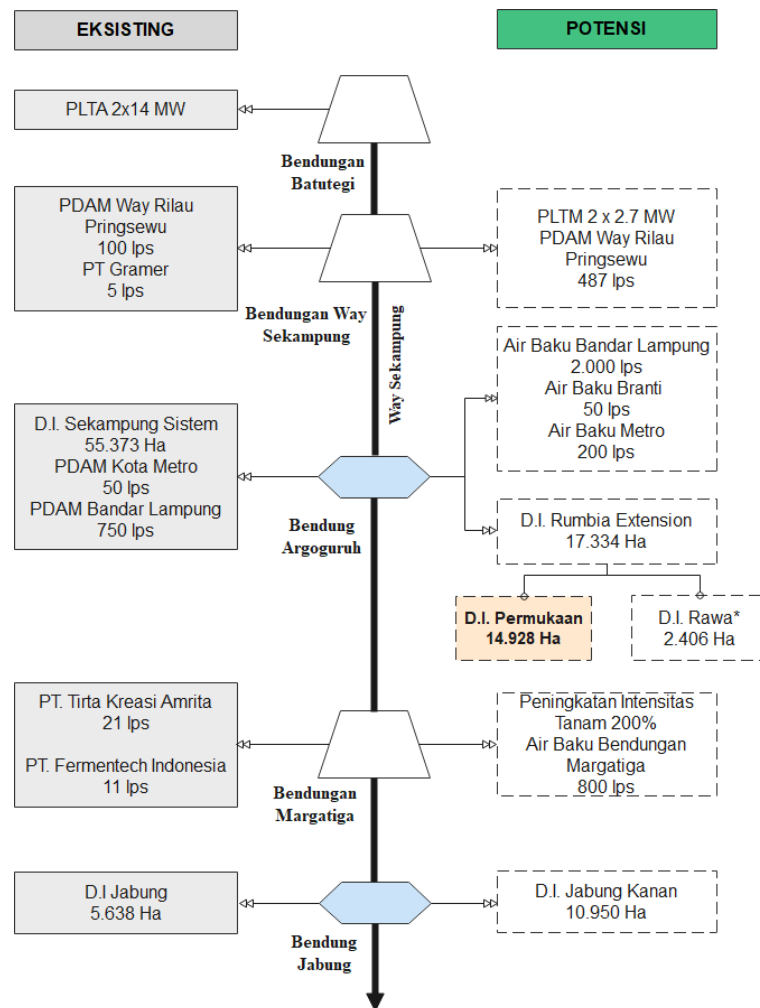 EKSISTING
POTENSI
PLTA 2x14 MW
Bendungan
Batutegi
PDAM Way Rilau
Pringsewu
100 lps
PT Gramer
5 lps
PLTM 2 x 2.7 MW
PDAM Way Rilau
Pringsewu
487 lps
Bendungan Way
Sekampung
Way Sekampung
Air Baku Bandar Lampung
2.000 lps
Air Baku Branti
50 lps
Air Baku Metro
200 lps
D.I. Sekampung Sistem
55.373 Ha
PDAM Kota Metro
50 lps
PDAM Bandar Lampung
750 lps
Bendung
Argoguruh
D.I. Rumbia Extension
17.334 Ha
D.I. Permukaan
14.928 Ha
D.I. Rawa*
2.406 Ha
PT. Tirta Kreasi Amrita
21 lps
PT. Fermentech Indonesia
11 lps
Peningkatan Intensitas
Tanam 200%
Air Baku Bendungan
Margatiga
800 lps
Bendungan
Margatiga
D.I Jabung
5.638 Ha
D.I. Jabung Kanan
10.950 Ha
Bendung
Jabung